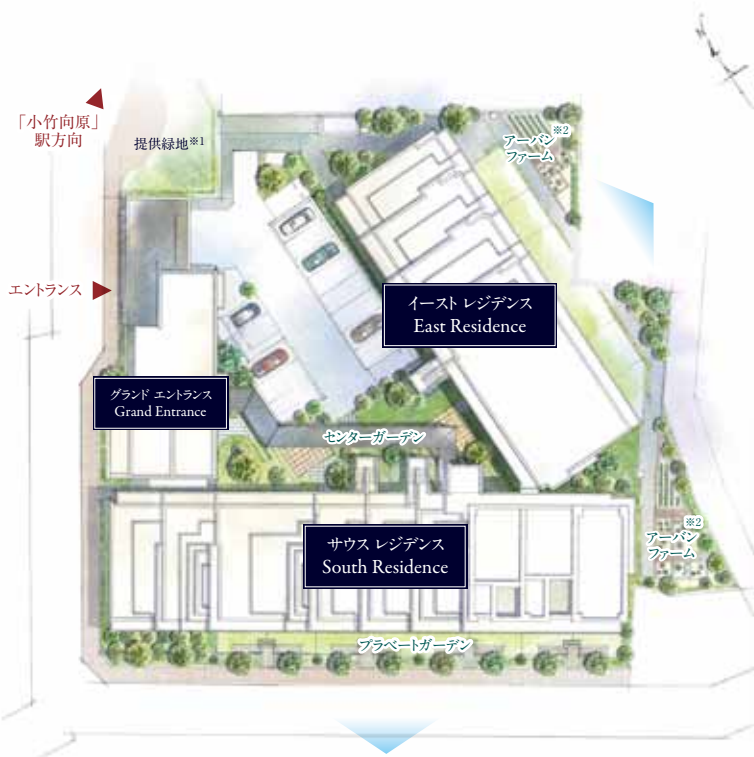 N
「小竹向原」
駅方向
提供緑地※1
※2
アーバン
ファーム
エントランス
イースト レジデンス
East Residence
グランド エントランス
Grand Entrance
センターガーデン
サウス レジデンス
South Residence
※2
アーバン
ファーム
プラベートガーデン